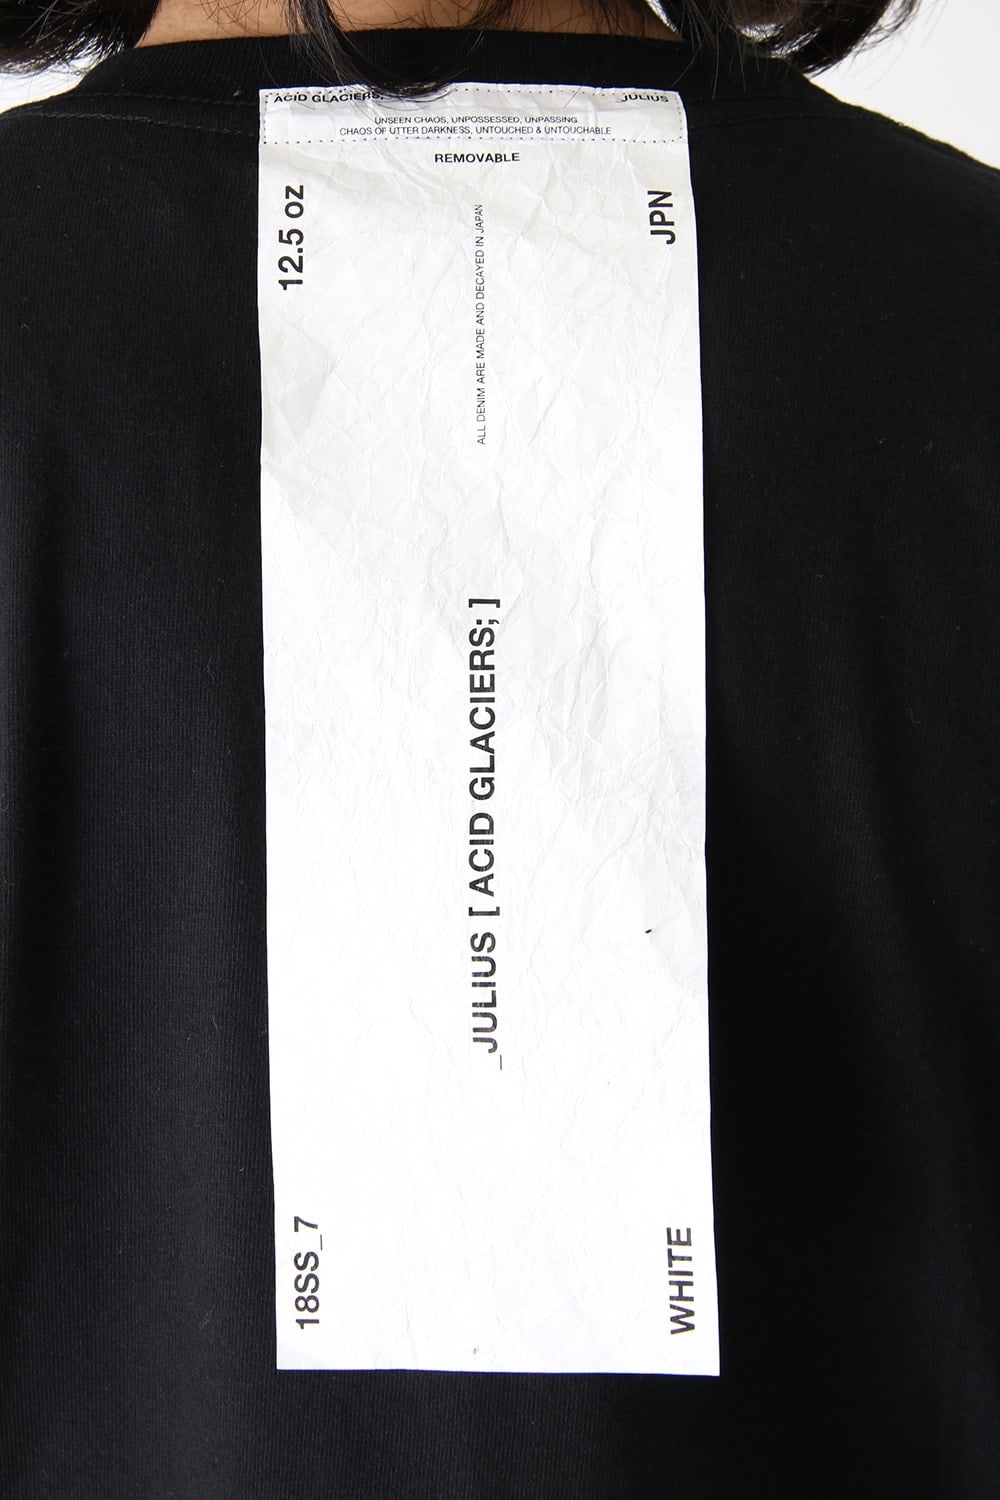 ACID GLACIERS;
JULIUS
UNSEEN CHAOS, UNPOSSESSED, UNPASSING
CHAOS OF UTTER DARKNESS, UNTOUCHED & UNTOUCHABLE
REMOVABLE
12.5 oz
JPN
ALL DENIM ARE MADE AND DECAYED IN JAPAN
_JULIUS [ ACID GLACIERS; ]
18SS_7
WHITE